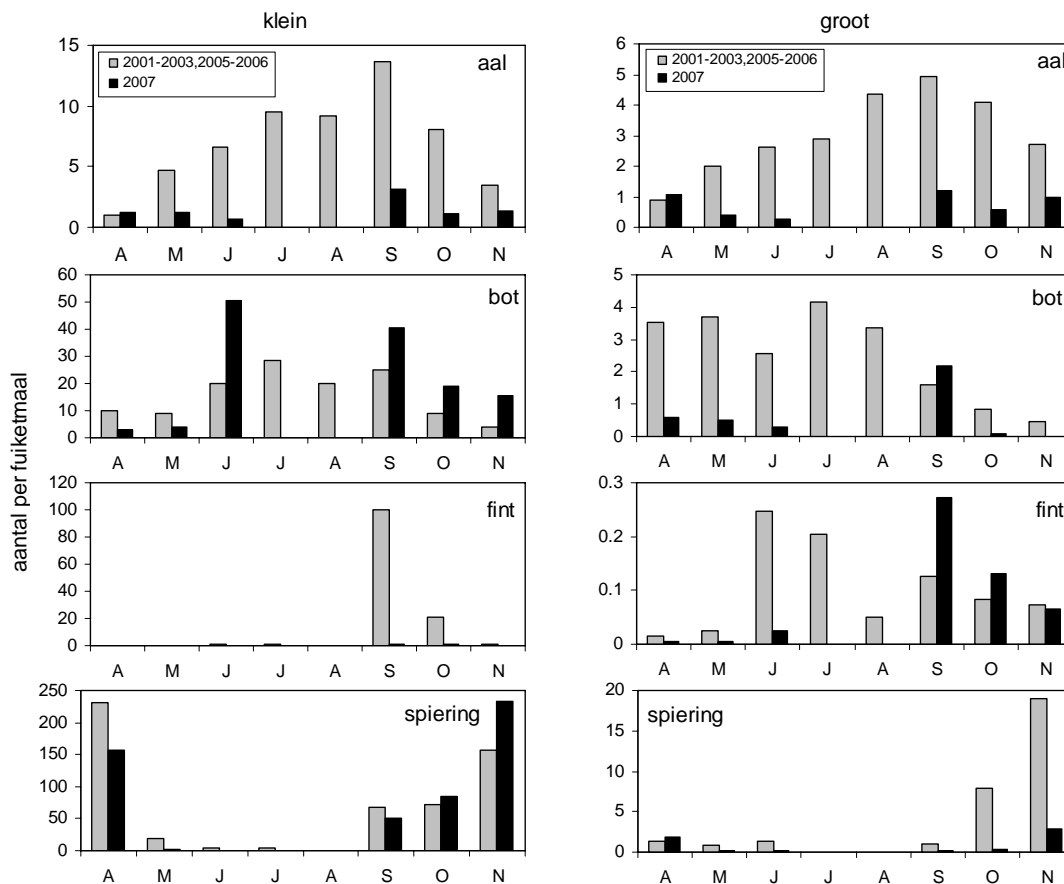 klein
groot
15
10
5
0
2001-2003,2005-2006
2007
aal
A M J J A S O N
6
5
4
3
2
1
0
2001-2003,2005-2006
2007
aal
A M J J A S O N
60
50
40
30
20
10
0
bot
A M J J A S O N
5
4
3
2
1
0
bot
A M J J A S O N
aantal per fuiketmaal
120
100
80
60
40
20
0
fint
A M J J A S O N
0.3
0.2
0.1
0
fint
A M J J A S O N
250
200
150
100
50
0
spiering
A M J J A S O N
20
15
10
5
0
spiering
A M J J A S O N